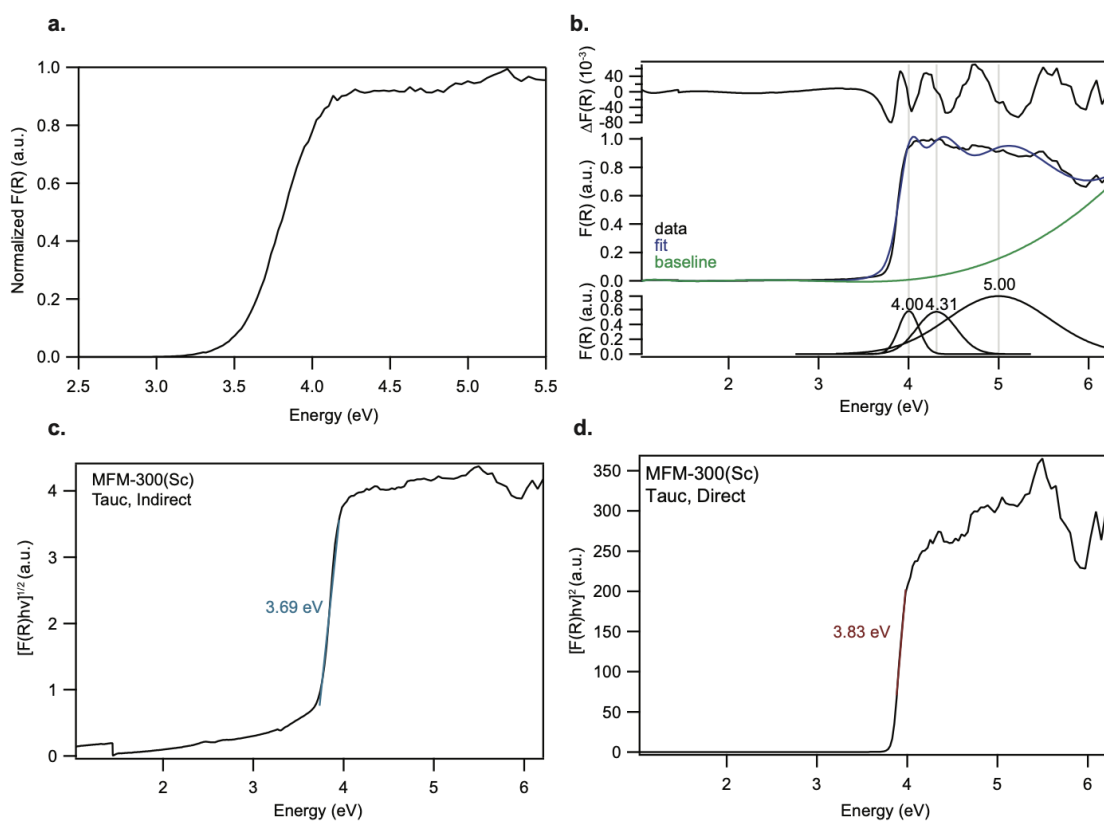 a.
Normalized F(R) (a.u.)
1.0
0.8
0.6
0.4
0.2
0.0
2.5 3.0 3.5 4.0 4.5 5.0 5.5
Energy (eV)
b.
ΔF(R) (10⁻³)
40
0
-40
-80
F(R) (a.u.)
1.0
0.8
0.6
0.4
0.2
0.0
data
fit
baseline
F(R) (a.u.)
0.8
0.6
0.4
0.2
0.0
4.00 4.31 5.00
2 3 4 5 6
Energy (eV)
c.
MFM-300(Sc)
Tauc, Indirect
[F(R)hv]^1/2 (a.u.)
4
3
2
1
0
3.69 eV
2 3 4 5 6
Energy (eV)
d.
MFM-300(Sc)
Tauc, Direct
[F(R)hv]² (a.u.)
350
300
250
200
150
100
50
0
3.83 eV
2 3 4 5 6
Energy (eV)